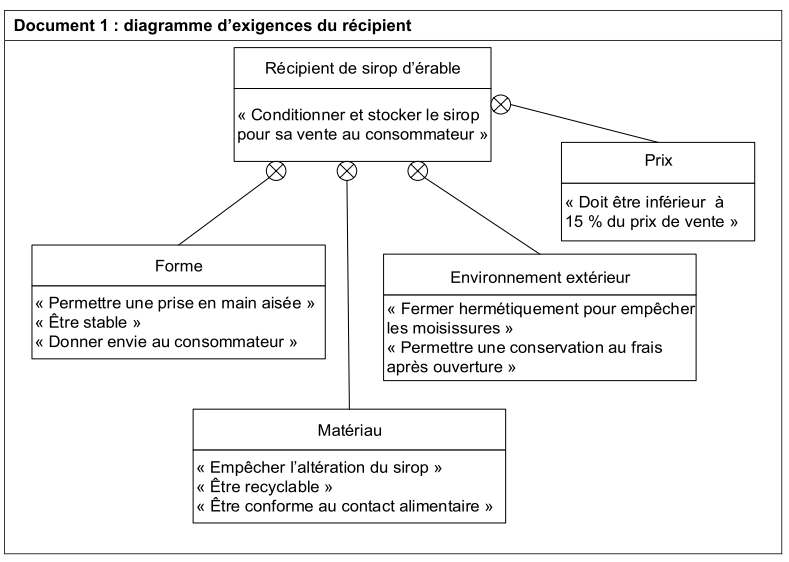 Document 1 : diagramme d'exigences du récipient
Récipient de sirop d'érable
« Conditionner et stocker le sirop
pour sa vente au consommateur »
Prix
« Doit être inférieur à
15 % du prix de vente »
Forme
« Permettre une prise en main aisée »
« Être stable »
« Donner envie au consommateur »
Environnement extérieur
« Fermer hermétiquement pour empêcher
les moisissures »
« Permettre une conservation au frais
après ouverture »
Matériau
« Empêcher l'altération du sirop »
« Être recyclable »
« Être conforme au contact alimentaire »